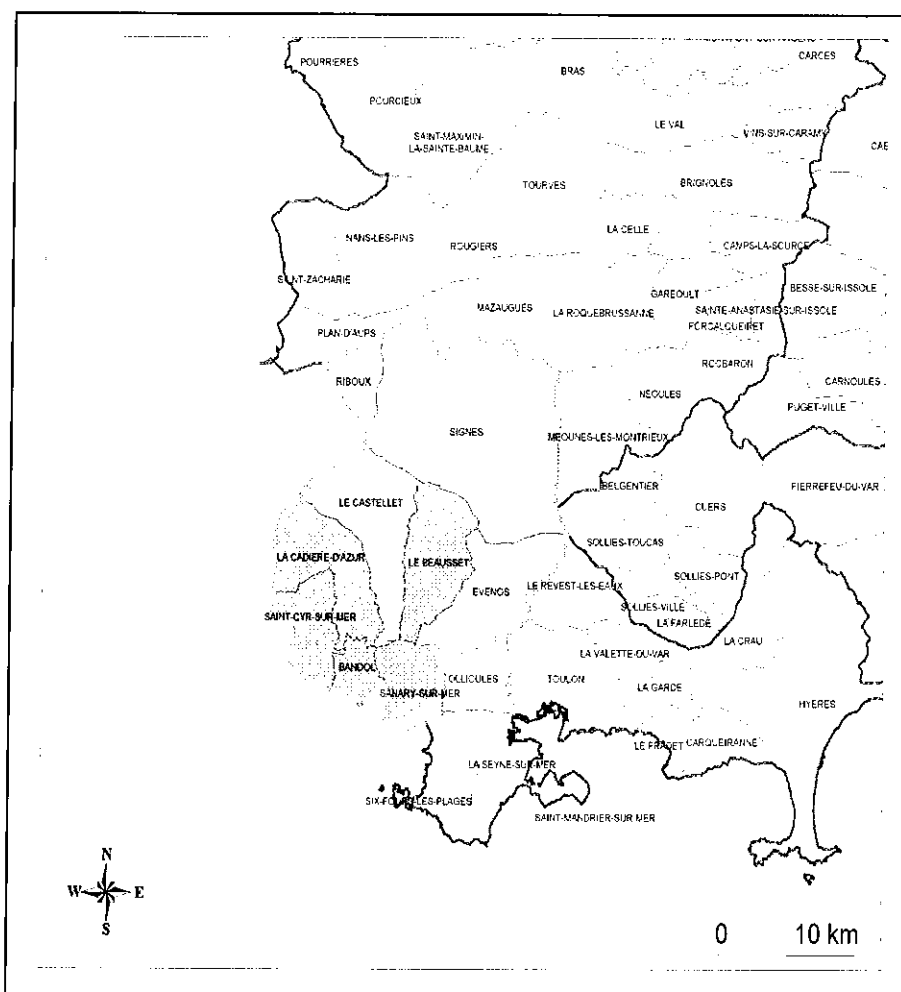 POURRIERES
BRAS
CARCES
POURCIEUX
LE VAL
VINS-SUR-CARAMY
SAINT-MAXIMIN-
LA-SAINTE-BAUME
CAB
TOURVES
BRIGNOLES
NANS-LES-PINS
ROUGIERS
LA CELLE
CAMPS-LA-SOURCE
SAINT-ZACHARIE
BESSE-SUR-ISSOLE
GAREOULT
MAZAUGUES
LA ROQUEBRUSSANNE
SAINTE-ANASTASIE-SUR-ISSOLE
FORCALQUEIRET
PLAN-D'AUPS
ROCBARON
RIBOUX
NEOULES
CARNOULES
PUGET-VILLE
SIGNES
MEOUNES-LES-MONTRIEUX
BELGENTIER
PIERREFEU-DU-VAR
LE CASTELLET
CUERS
LA CADIERE-D'AZUR
LE BEAUSSET
SOLLIES-TOUCAS
EVENOS
LE REVEST-LES-EAUX
SOLLIES-PONT
SAINT-CYR-SUR-MER
SOLLIES-VILLE
LA FARLEDE
LA CRAU
BANDOL
LA VALETTE-DU-VAR
SANARY-SUR-MER
OLLIOULES
TOULON
LA GARDE
HYERES
LE PRADET
CARQUEIRANNE
LA SEYNE-SUR-MER
SIX-FOURS-LES-PLAGES
SAINT-MANDRIER-SUR MER
N
W E
S
0 10 km